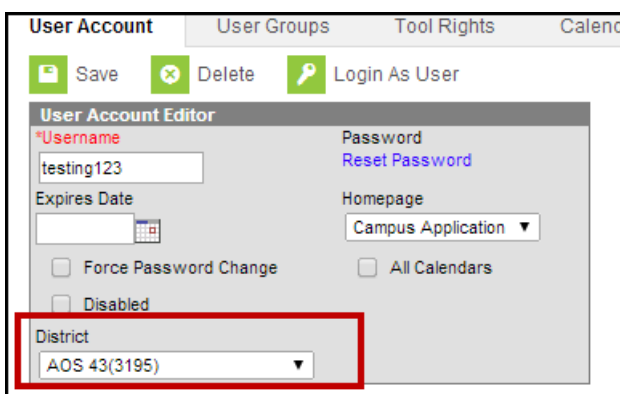 User Account User Groups Tool Rights Calend
Save Delete Login As User
User Account Editor
*Username Password
testing123 Reset Password
Expires Date Homepage
Campus Application
Force Password Change All Calendars
Disabled
District
AOS 43(3195)